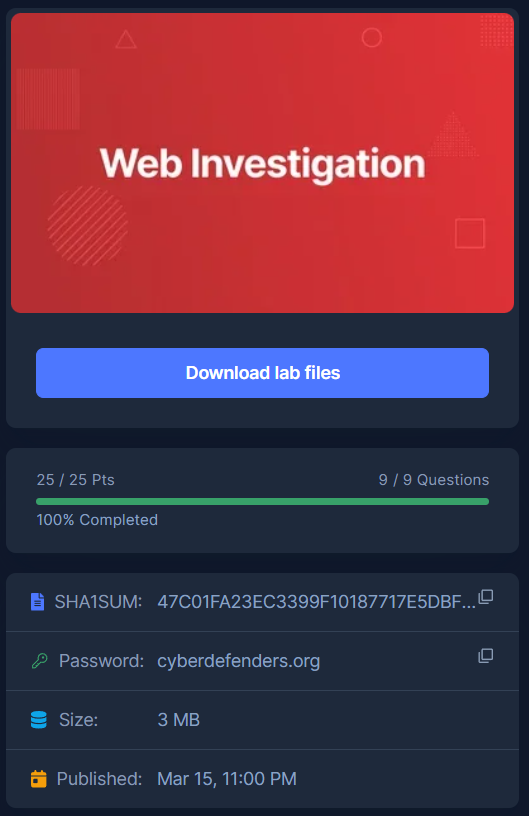 Web Investigation
Download lab files
25 / 25 Pts 9 / 9 Questions
100% Completed
SHA1SUM: 47C01FA23EC3399F10187717E5DBF...
Password: cyberdefenders.org
Size: 3 MB
Published: Mar 15, 11:00 PM